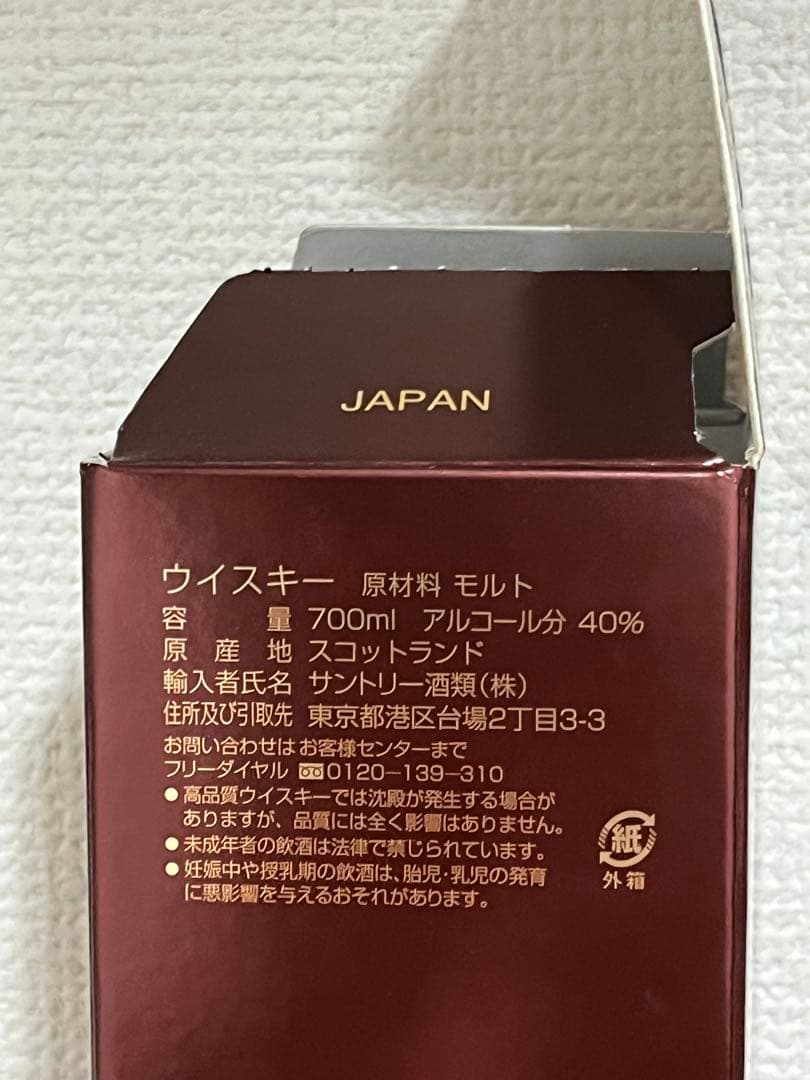 JAPAN
ウイスキー 原材料 モルト
容量 700ml アルコール分 40%
原産地 スコットランド
輸入者氏名 サントリー酒類(株)
住所及び引取先 東京都港区台場2丁目3-3
お問い合わせは お客様センターまで
フリーダイヤル 0120-139-310
●高品質ウイスキーでは沈殿が発生する場合が
ありますが、品質には全く影響はありません。
●未成年者の飲酒は法律で禁じられています。
●妊娠中や授乳期の飲酒は、胎児・乳児の発育
に悪影響を与えるおそれがあります。
紙
外箱